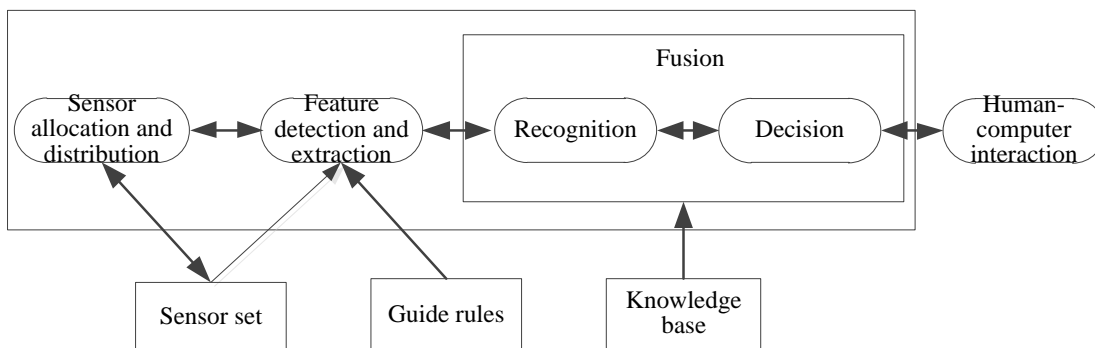 Fusion
Sensor
allocation and
distribution
Feature
detection and
extraction
Recognition
Decision
Human-
computer
interaction
Sensor set
Guide rules
Knowledge
base